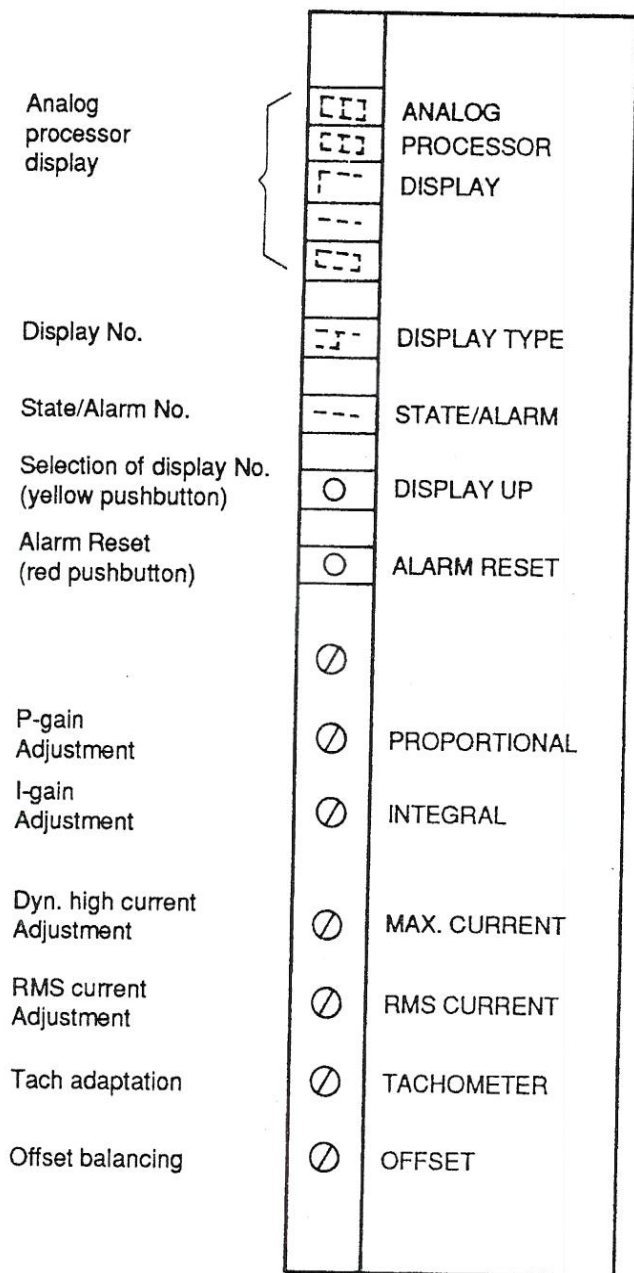 Analog
processor
display
ANALOG
PROCESSOR
DISPLAY
Display No.
DISPLAY TYPE
State/Alarm No.
STATE/ALARM
Selection of display No.
(yellow pushbutton)
DISPLAY UP
Alarm Reset
(red pushbutton)
ALARM RESET
P-gain
Adjustment
PROPORTIONAL
I-gain
Adjustment
INTEGRAL
Dyn. high current
Adjustment
MAX. CURRENT
RMS current
Adjustment
RMS CURRENT
Tach adaptation
TACHOMETER
Offset balancing
OFFSET